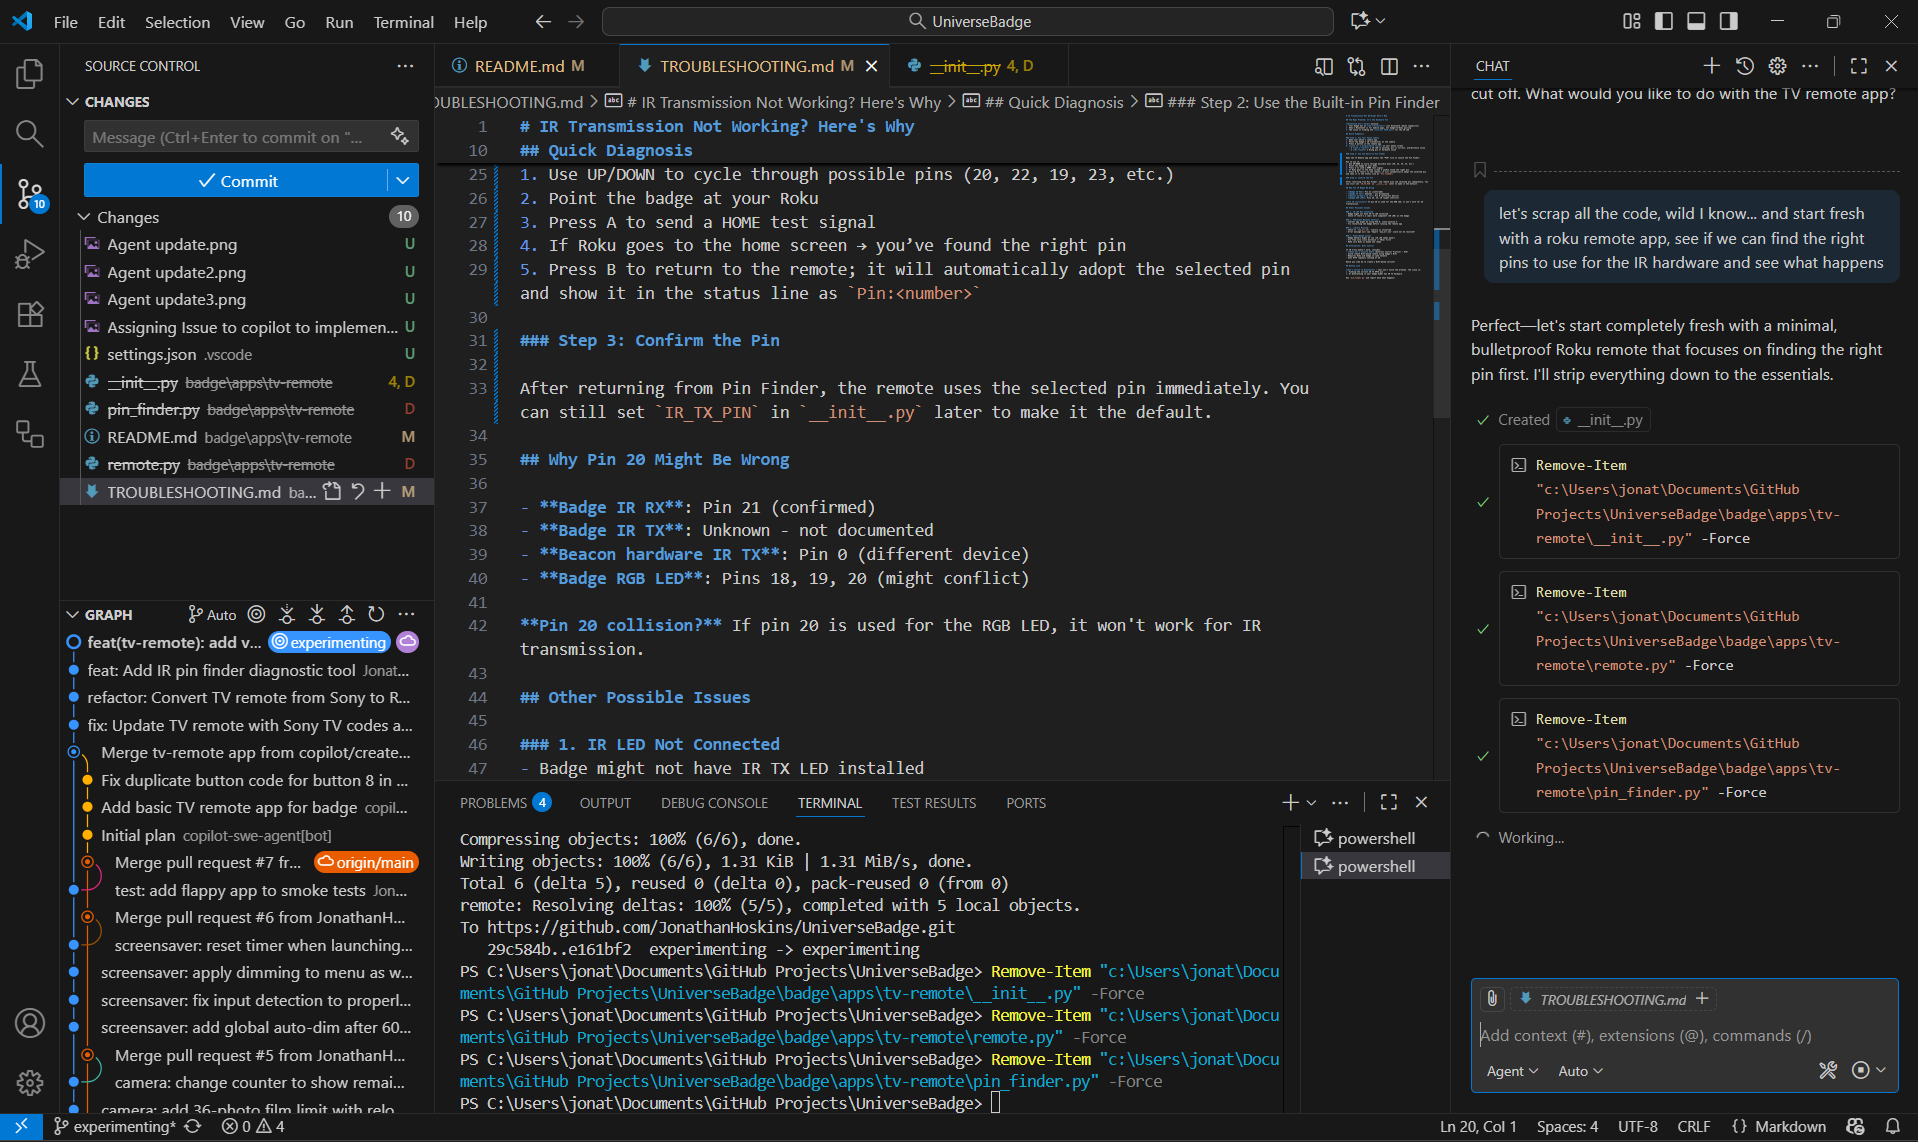 File Edit Selection View Go Run Terminal Help
UniverseBadge
SOURCE CONTROL
CHANGES
Message (Ctrl+Enter to commit on "...
Commit
Changes 10
Agent update.png U
Agent update2.png U
Agent update3.png U
Assigning Issue to copilot to implemen... U
settings.json .vscode U
__init__.py badge\apps\tv-remote 4, D
pin_finder.py badge\apps\tv-remote D
README.md badge\apps\tv-remote M
remote.py badge\apps\tv-remote D
TROUBLESHOOTING.md ba... M
10
GRAPH Auto
feat(tv-remote): add v... experimenting
feat: Add IR pin finder diagnostic tool Jonat...
refactor: Convert TV remote from Sony to R...
fix: Update TV remote with Sony TV codes a...
Merge tv-remote app from copilot/create...
Fix duplicate button code for button 8 in ...
Add basic TV remote app for badge copil...
Initial plan copilot-swe-agent[bot]
Merge pull request #7 fr... origin/main
test: add flappy app to smoke tests Jon...
Merge pull request #6 from JonathanH...
screensaver: reset timer when launching...
screensaver: apply dimming to menu as w...
screensaver: fix input detection to properl...
screensaver: add global auto-dim after 60...
Merge pull request #5 from JonathanH...
camera: change counter to show remai...
camera: add 36-photo film limit with relo
README.md M
TROUBLESHOOTING.md M
__init__.py 4, D
OUBLESHOOTING.md > # IR Transmission Not Working? Here's Why > ## Quick Diagnosis > ### Step 2: Use the Built-in Pin Finder
1 # IR Transmission Not Working? Here's Why
10 ## Quick Diagnosis
25 1. Use UP/DOWN to cycle through possible pins (20, 22, 19, 23, etc.)
26 2. Point the badge at your Roku
27 3. Press A to send a HOME test signal
28 4. If Roku goes to the home screen → you’ve found the right pin
29 5. Press B to return to the remote; it will automatically adopt the selected pin
and show it in the status line as `Pin:<number>`
30
31 ### Step 3: Confirm the Pin
32
33 After returning from Pin Finder, the remote uses the selected pin immediately. You
can still set `IR_TX_PIN` in `__init__.py` later to make it the default.
34
35 ## Why Pin 20 Might Be Wrong
36
37 - **Badge IR RX**: Pin 21 (confirmed)
38 - **Badge IR TX**: Unknown - not documented
39 - **Beacon hardware IR TX**: Pin 0 (different device)
40 - **Badge RGB LED**: Pins 18, 19, 20 (might conflict)
41
42 **Pin 20 collision?** If pin 20 is used for the RGB LED, it won't work for IR
transmission.
43
44 ## Other Possible Issues
45
46 ### 1. IR LED Not Connected
47 - Badge might not have IR TX LED installed
PROBLEMS 4 OUTPUT DEBUG CONSOLE TERMINAL TEST RESULTS PORTS
Compressing objects: 100% (6/6), done.
Writing objects: 100% (6/6), 1.31 KiB | 1.31 MiB/s, done.
Total 6 (delta 5), reused 0 (delta 0), pack-reused 0 (from 0)
remote: Resolving deltas: 100% (5/5), completed with 5 local objects.
To https://github.com/JonathanHoskins/UniverseBadge.git
29c584b..e161bf2 experimenting -> experimenting
PS C:\Users\jonat\Documents\GitHub Projects\UniverseBadge> Remove-Item "c:\Users\jonat\Docu
ments\GitHub Projects\UniverseBadge\badge\apps\tv-remote\__init__.py" -Force
PS C:\Users\jonat\Documents\GitHub Projects\UniverseBadge> Remove-Item "c:\Users\jonat\Docu
ments\GitHub Projects\UniverseBadge\badge\apps\tv-remote\remote.py" -Force
PS C:\Users\jonat\Documents\GitHub Projects\UniverseBadge> Remove-Item "c:\Users\jonat\Docu
ments\GitHub Projects\UniverseBadge\badge\apps\tv-remote\pin_finder.py" -Force
PS C:\Users\jonat\Documents\GitHub Projects\UniverseBadge>
powershell
powershell
CHAT
cut off. What would you like to do with the TV remote app?
let's scrap all the code, wild I know... and start fresh
with a roku remote app, see if we can find the right
pins to use for the IR hardware and see what happens
Perfect—let's start completely fresh with a minimal,
bulletproof Roku remote that focuses on finding the right
pin first. I'll strip everything down to the essentials.
Created __init__.py
Remove-Item
"c:\Users\jonat\Documents\GitHub
Projects\UniverseBadge\badge\apps\tv-
remote\__init__.py" -Force
Remove-Item
"c:\Users\jonat\Documents\GitHub
Projects\UniverseBadge\badge\apps\tv-
remote\remote.py" -Force
Remove-Item
"c:\Users\jonat\Documents\GitHub
Projects\UniverseBadge\badge\apps\tv-
remote\pin_finder.py" -Force
Working...
TROUBLESHOOTING.md
Add context (#), extensions (@), commands (/)
Agent Auto
experimenting* 0 4
Ln 20, Col 1 Spaces: 4 UTF-8 CRLF {} Markdown